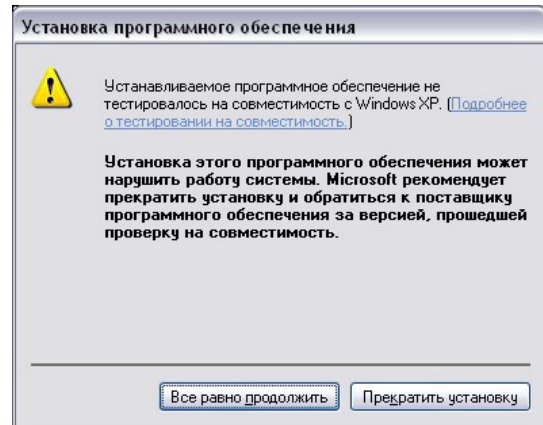 Установка программного обеспечения
Устанавливаемое программное обеспечение не
тестировалось на совместимость с Windows XP. (Подробнее
о тестировании на совместимость.)
Установка этого программного обеспечения может
нарушить работу системы. Microsoft рекомендует
прекратить установку и обратиться к поставщику
программного обеспечения за версией, прошедшей
проверку на совместимость.
Все равно продолжить
Прекратить установку